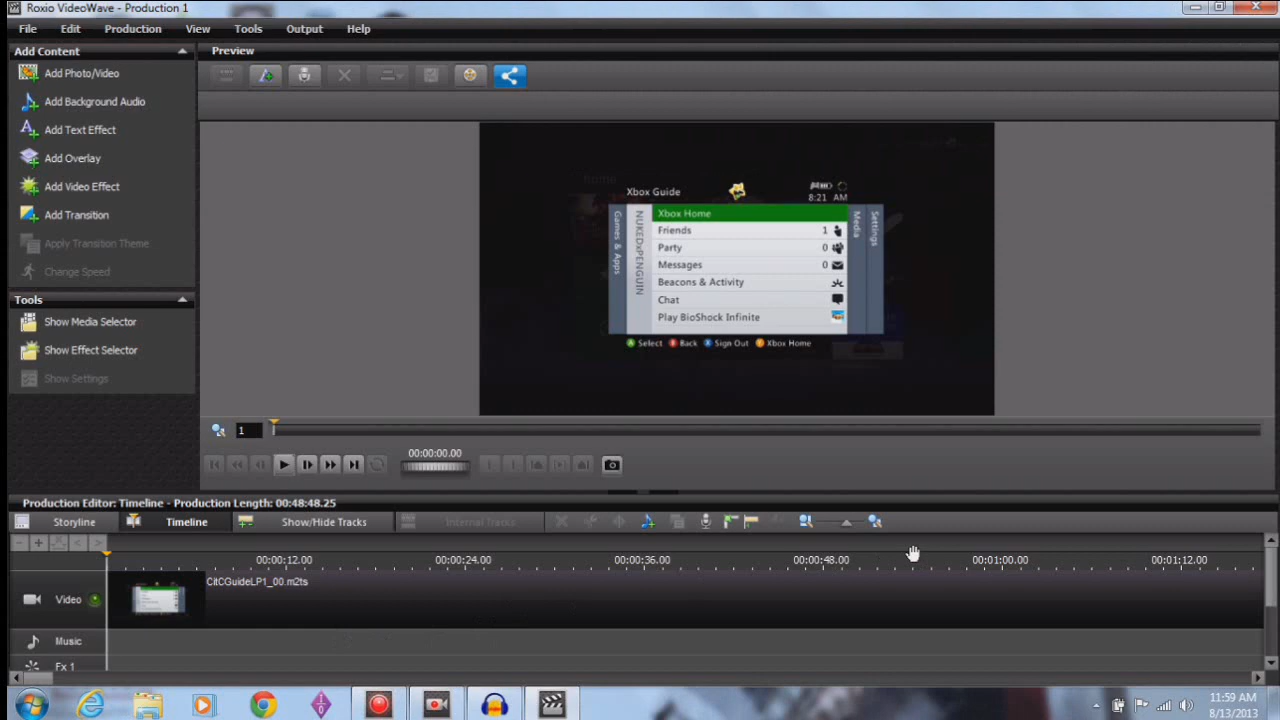 Roxio VideoWave - Production 1
File Edit Production View Tools Output Help
Add Content
Add Photo/Video
Add Background Audio
Add Text Effect
Add Overlay
Add Video Effect
Add Transition
Apply Transition Theme
Change Speed
Tools
Show Media Selector
Show Effect Selector
Show Settings
Preview
home
Xbox Guide
8:21 AM
Games & Apps
NUKEDxPENGUIN
Xbox Home
Friends 1
Party 0
Messages 0
Beacons & Activity
Chat
Play BioShock Infinite
Media
Settings
A Select B Back X Sign Out Y Xbox Home
1
00:00:00.00
Production Editor: Timeline - Production Length: 00:48:48.25
Storyline Timeline Show/Hide Tracks Internal Tracks
00:00:12.00 00:00:24.00 00:00:36.00 00:00:48.00 00:01:00.00 00:01:12.00
CitCGuideLP1_00.m2ts
Video
Music
Fx 1
11:59 AM
8/13/2013